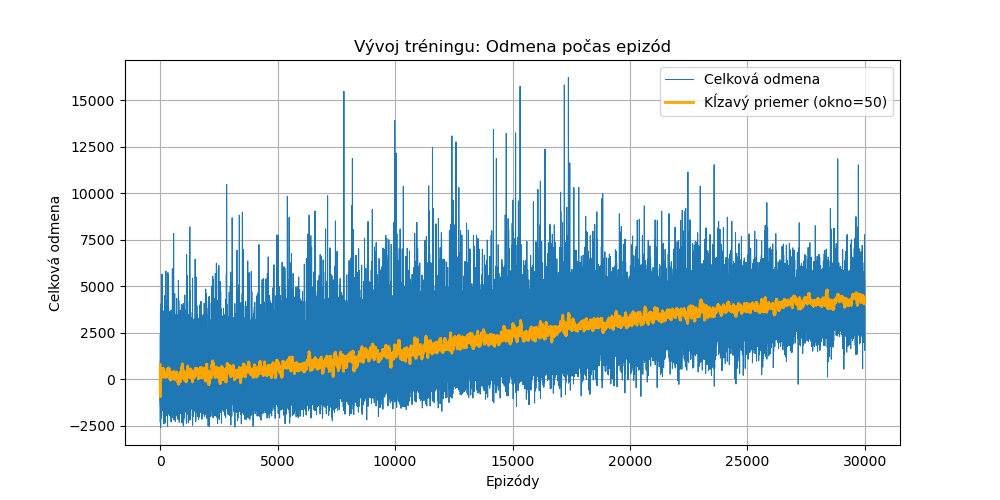 Vývoj tréningu: Odmena počas epizód
Celková odmena
Kĺzavý priemer (okno=50)
Celková odmena
15000
12500
10000
7500
5000
2500
0
−2500
0 5000 10000 15000 20000 25000 30000
Epizódy